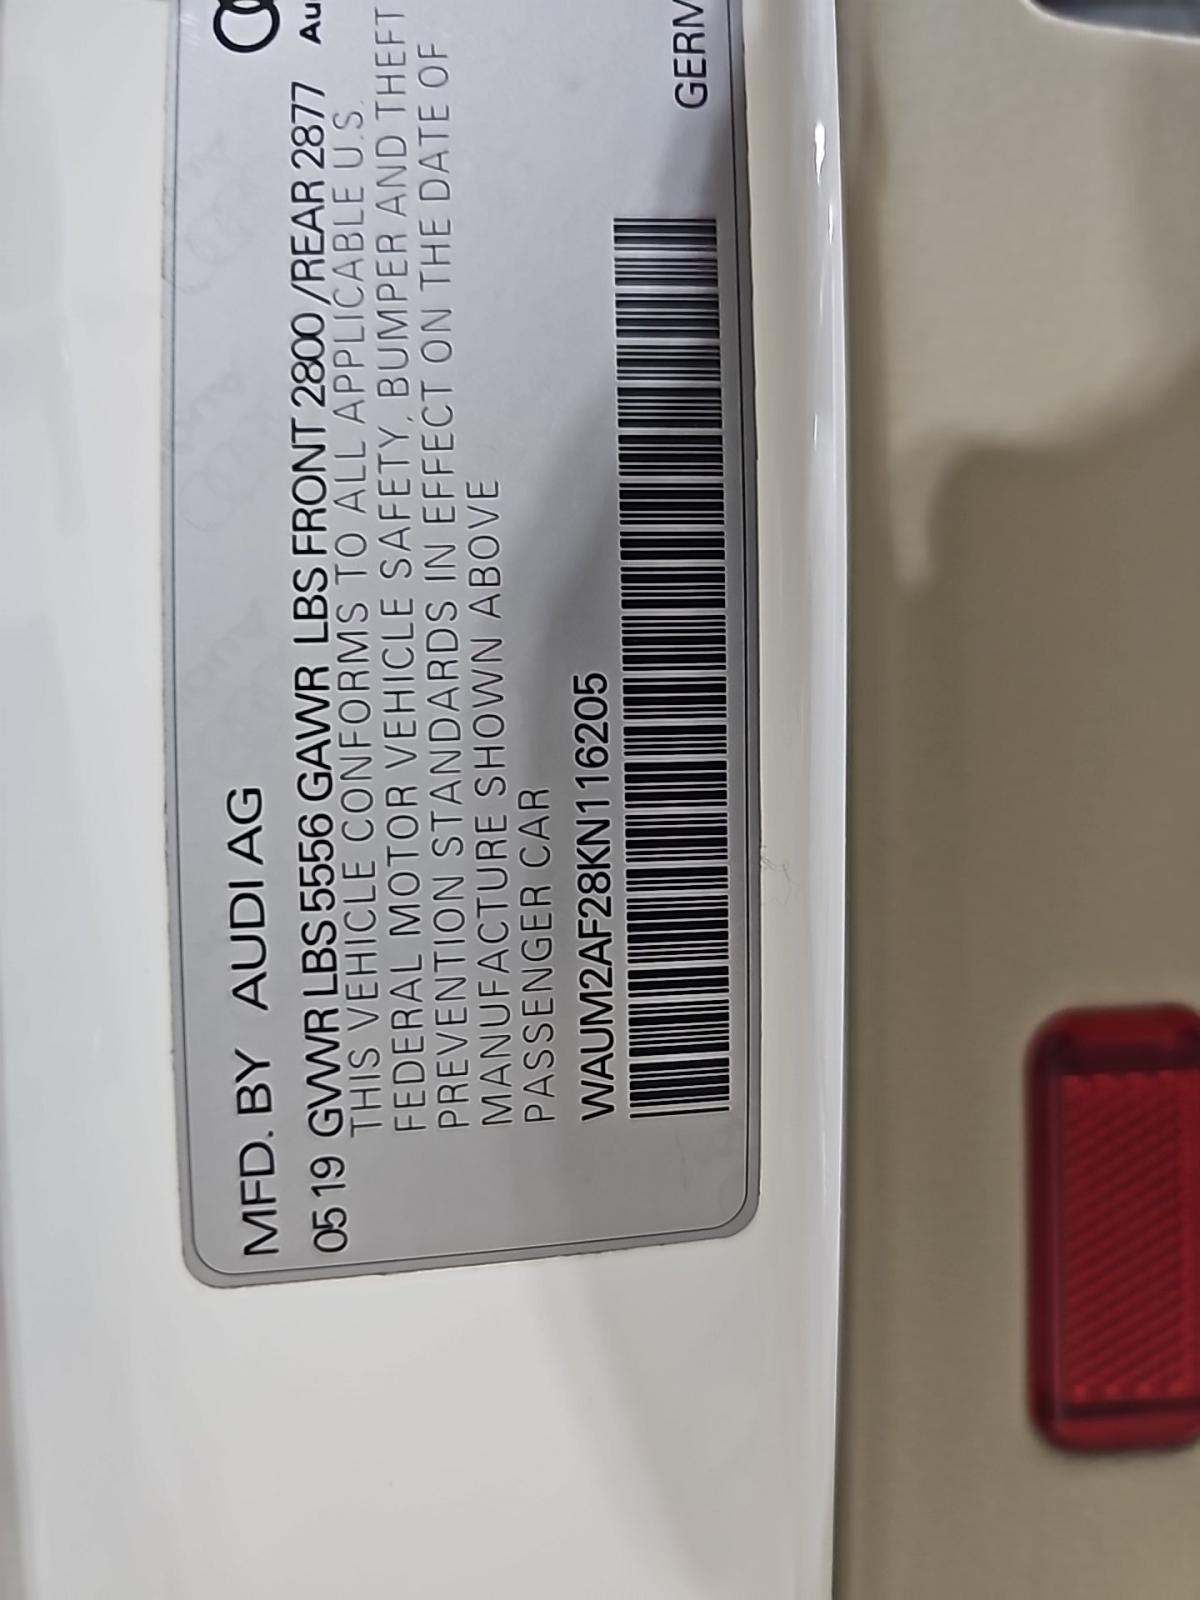 MFD. BY AUDI AG
05 19 GVWR LBS 5556 GAWR LBS FRONT 2800 /REAR 2877
THIS VEHICLE CONFORMS TO ALL APPLICABLE U.S.
FEDERAL MOTOR VEHICLE SAFETY, BUMPER AND THEFT
PREVENTION STANDARDS IN EFFECT ON THE DATE OF
MANUFACTURE SHOWN ABOVE
PASSENGER CAR
WAUM2AF28KN116205